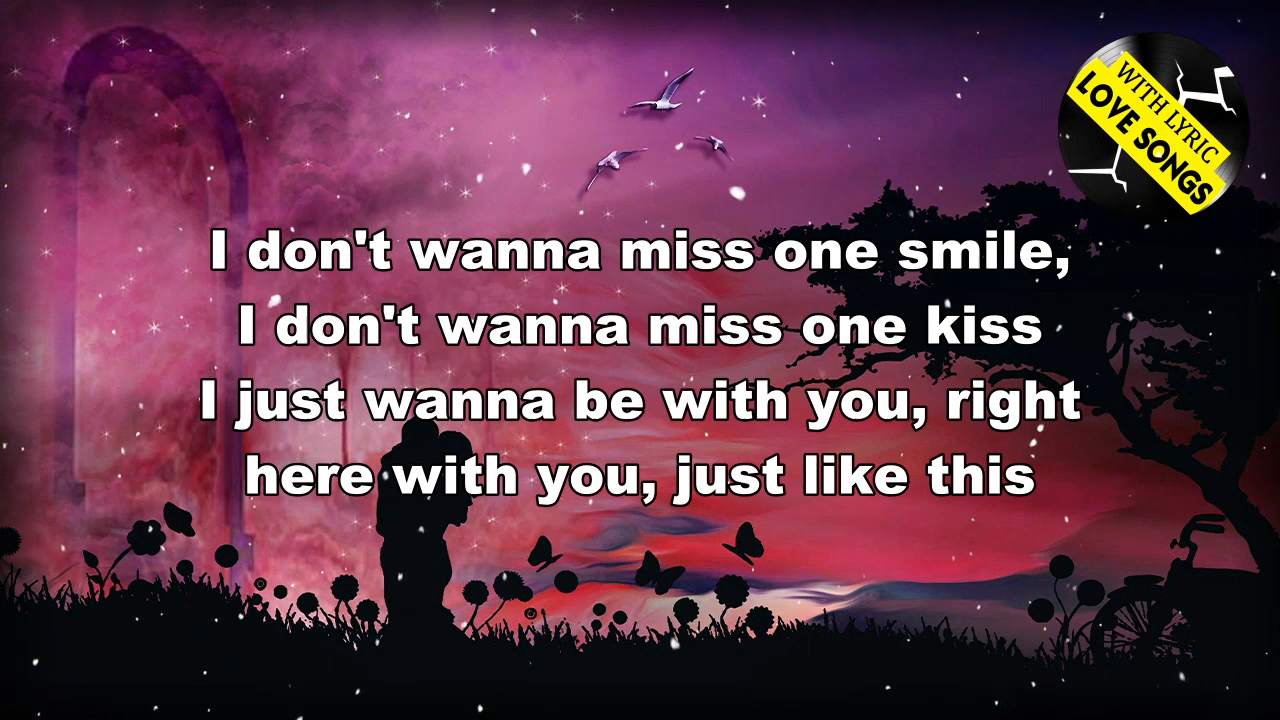 WITH LYRIC
LOVE SONGS
I don't wanna miss one smile,
I don't wanna miss one kiss
I just wanna be with you, right
here with you, just like this